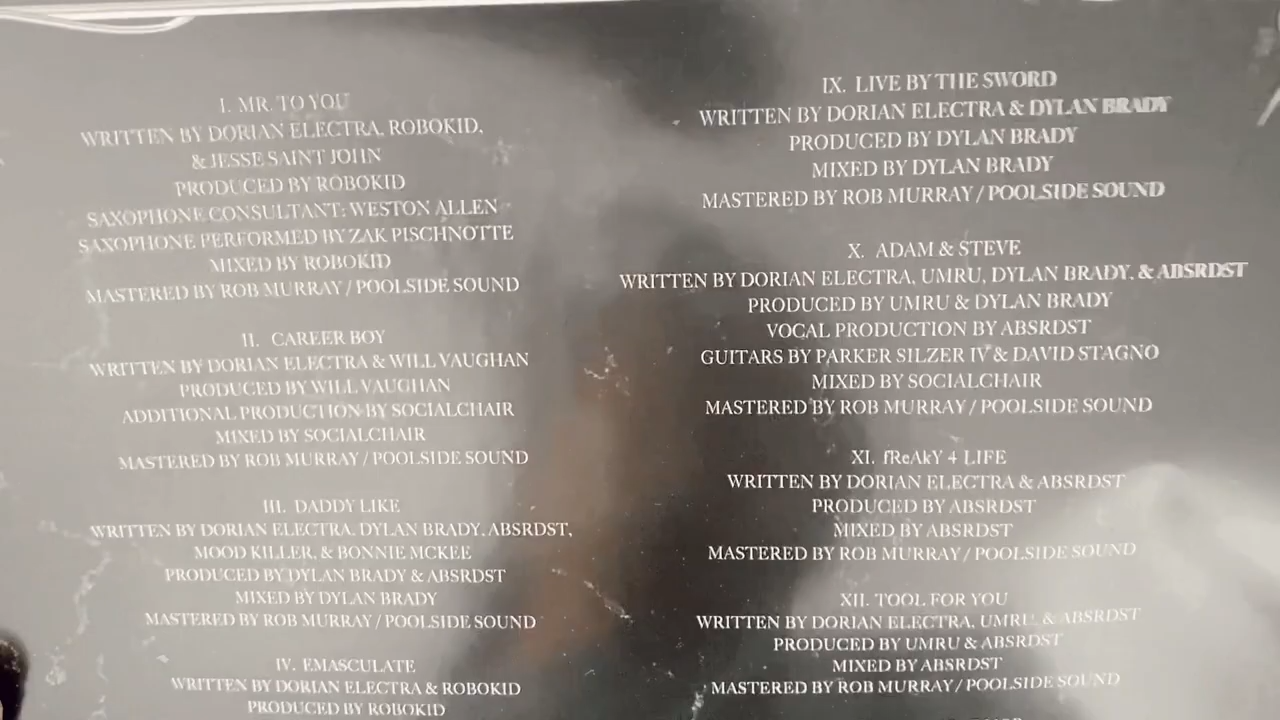 I. MR. TO YOU
WRITTEN BY DORIAN ELECTRA, ROBOKID,
& JESSE SAINT JOHN
PRODUCED BY ROBOKID
SAXOPHONE CONSULTANT: WESTON ALLEN
SAXOPHONE PERFORMED BY ZAK PISCHNOTTE
MIXED BY ROBOKID
MASTERED BY ROB MURRAY / POOLSIDE SOUND
II. CAREER BOY
WRITTEN BY DORIAN ELECTRA & WILL VAUGHAN
PRODUCED BY WILL VAUGHAN
ADDITIONAL PRODUCTION BY SOCIALCHAIR
MIXED BY SOCIALCHAIR
MASTERED BY ROB MURRAY / POOLSIDE SOUND
III. DADDY LIKE
WRITTEN BY DORIAN ELECTRA, DYLAN BRADY, ABSRDST,
MOOD KILLER, & BONNIE MCKEE
PRODUCED BY DYLAN BRADY & ABSRDST
MIXED BY DYLAN BRADY
MASTERED BY ROB MURRAY / POOLSIDE SOUND
IV. EMASCULATE
WRITTEN BY DORIAN ELECTRA & ROBOKID
PRODUCED BY ROBOKID
IX. LIVE BY THE SWORD
WRITTEN BY DORIAN ELECTRA & DYLAN BRADY
PRODUCED BY DYLAN BRADY
MIXED BY DYLAN BRADY
MASTERED BY ROB MURRAY / POOLSIDE SOUND
X. ADAM & STEVE
WRITTEN BY DORIAN ELECTRA, UMRU, DYLAN BRADY, & ABSRDST
PRODUCED BY UMRU & DYLAN BRADY
VOCAL PRODUCTION BY ABSRDST
GUITARS BY PARKER SILZER IV & DAVID STAGNO
MIXED BY SOCIALCHAIR
MASTERED BY ROB MURRAY / POOLSIDE SOUND
XI. fReAkY 4 LIFE
WRITTEN BY DORIAN ELECTRA & ABSRDST
PRODUCED BY ABSRDST
MIXED BY ABSRDST
MASTERED BY ROB MURRAY / POOLSIDE SOUND
XII. TOOL FOR YOU
WRITTEN BY DORIAN ELECTRA, UMRU, & ABSRDST
PRODUCED BY UMRU & ABSRDST
MIXED BY ABSRDST
MASTERED BY ROB MURRAY / POOLSIDE SOUND